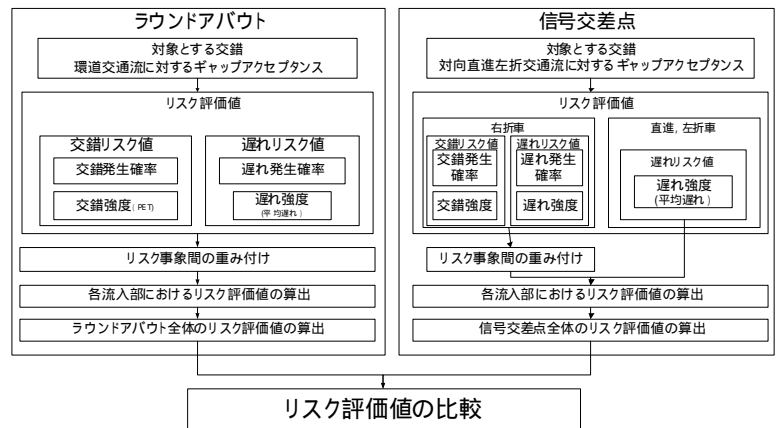 ラウンドアバウト
対象とする交錯
環道交通流に対するギャップアクセプタンス
リスク評価値
交錯リスク値
交錯発生確率
交錯強度(PET)
遅れリスク値
遅れ発生確率
遅れ強度
(平均遅れ)
リスク事象間の重み付け
各流入部におけるリスク評価値の算出
ラウンドアバウト全体のリスク評価値の算出
信号交差点
対象とする交錯
対向直進左折交通流に対するギャップアクセプタンス
リスク評価値
右折車
交錯リスク値
交錯発生
確率
交錯強度
遅れリスク値
遅れ発生
確率
遅れ強度
直進,左折車
遅れリスク値
遅れ強度
(平均遅れ)
リスク事象間の重み付け
各流入部におけるリスク評価値の算出
信号交差点全体のリスク評価値の算出
リスク評価値の比較